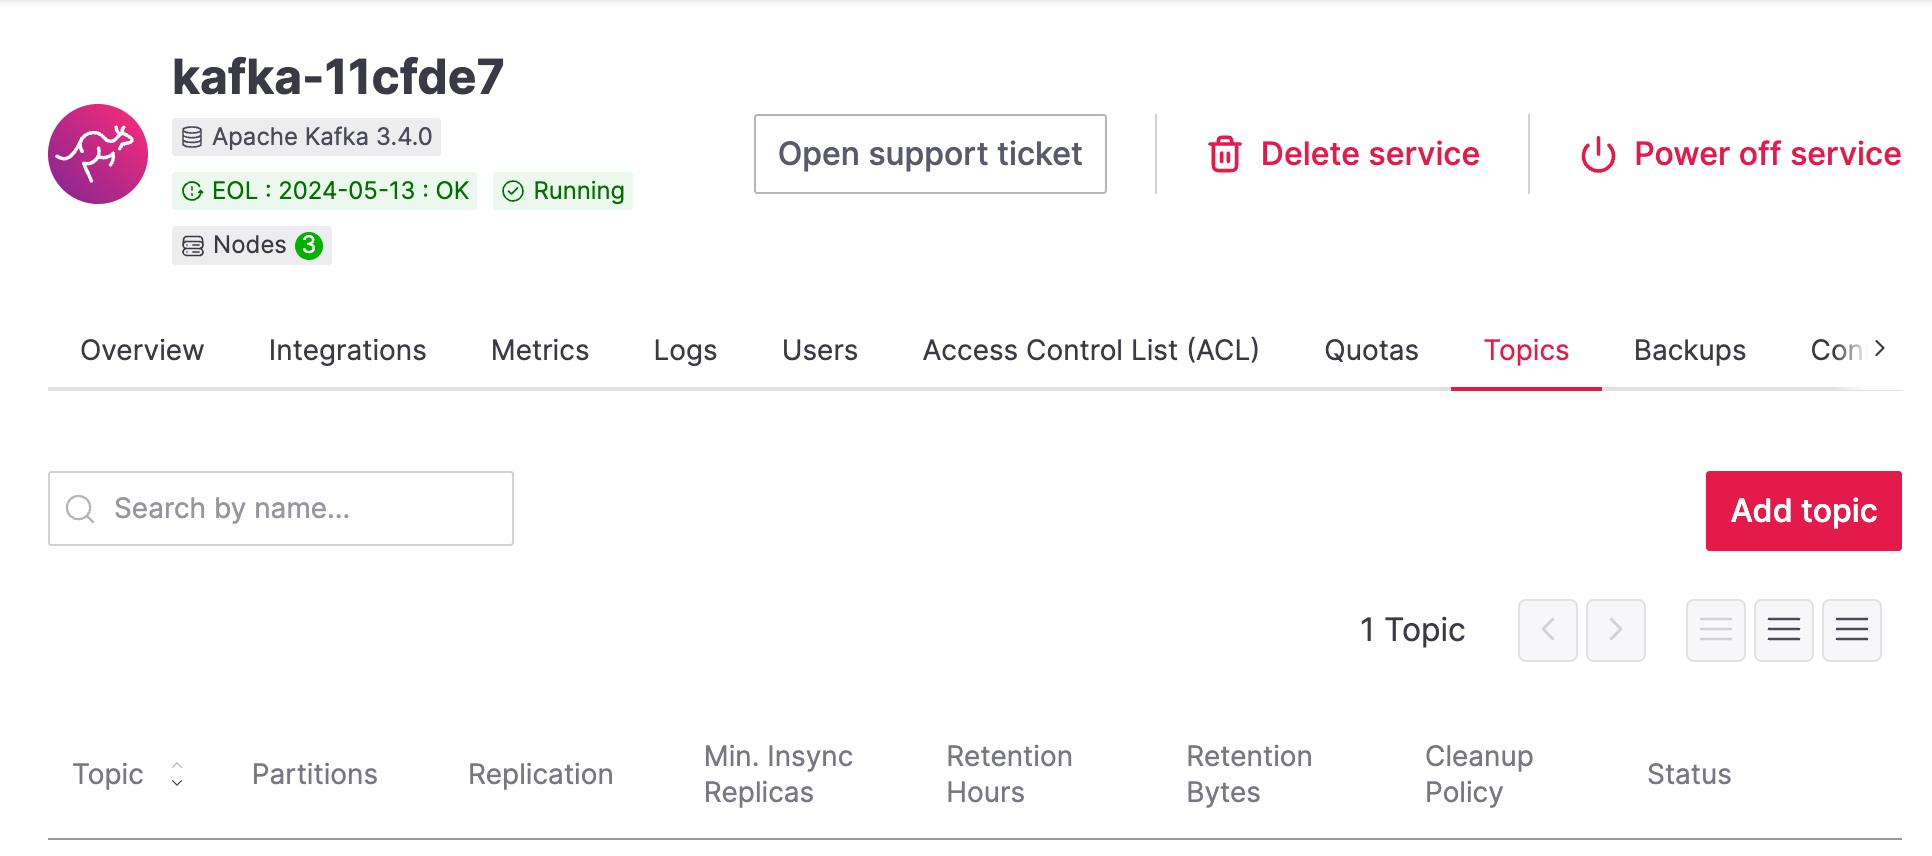 kafka-11cfde7
Apache Kafka 3.4.0
EOL : 2024-05-13 : OK
Running
Nodes 3
Open support ticket
Delete service
Power off service
Overview Integrations Metrics Logs Users Access Control List (ACL) Quotas Topics Backups Con
Search by name...
Add topic
1 Topic
Topic Partitions Replication Min. Insync Replicas Retention Hours Retention Bytes Cleanup Policy Status